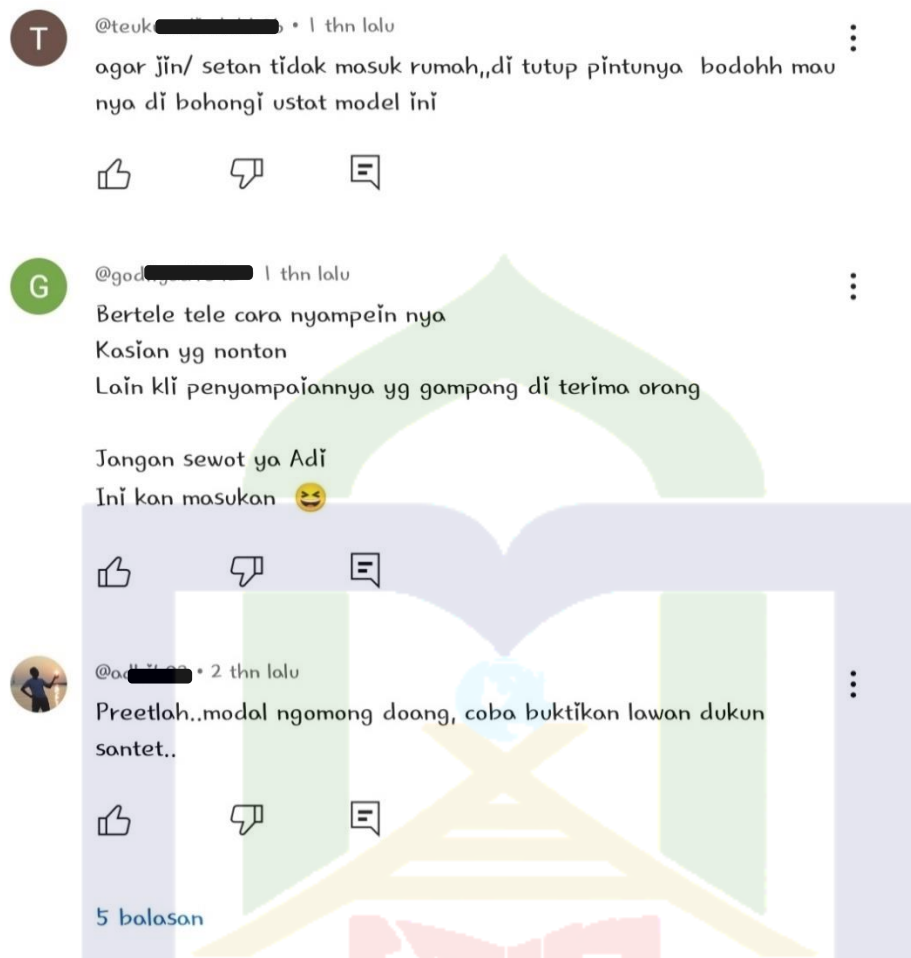 T
@teuk • 1 thn lalu
agar jin/ setan tidak masuk rumah,,di tutup pintunya bodohh mau
nya di bohongi ustat model ini
G
@god 1 thn lalu
Bertele tele cara nyampein nya
Kasian yg nonton
Lain kli penyampaiannya yg gampang di terima orang
Jangan sewot ya Adi
Ini kan masukan 😆
@ad • 2 thn lalu
Preetlah..modal ngomong doang, coba buktikan lawan dukun
santet..
5 balasan